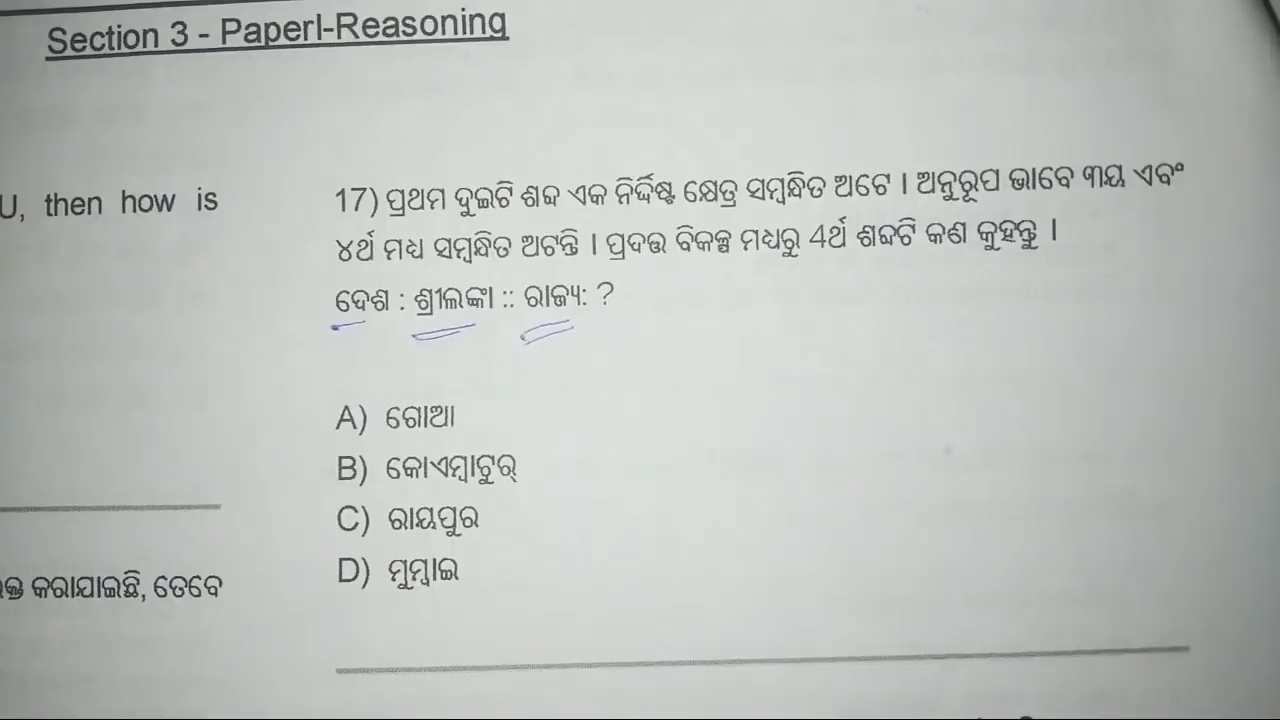 Section 3 - PaperI-Reasoning
U, then how is
17) ପ୍ରଥମ ଦୁଇଟି ଶବ୍ଦ ଏକ ନିର୍ଦ୍ଦିଷ୍ଟ କ୍ଷେତ୍ର ସମ୍ବନ୍ଧିତ ଅଟେ । ଅନୁରୂପ ଭାବେ ୩ୟ ଏବଂ
୪ର୍ଥ ମଧ୍ୟ ସମ୍ବନ୍ଧିତ ଅଟନ୍ତି । ପ୍ରଦତ୍ତ ବିକଳ୍ପ ମଧ୍ୟରୁ 4ର୍ଥ ଶବ୍ଦଟି କଣ କୁହନ୍ତୁ ।
ଦେଶ : ଶ୍ରୀଲଙ୍କା :: ରାଜ୍ୟ: ?
A) ଗୋଆ
B) କୋଏମ୍ବାଟୁର୍
C) ରାୟପୁର
D) ମୁମ୍ବାଇ
କରାଯାଇଛି, ତେବେ